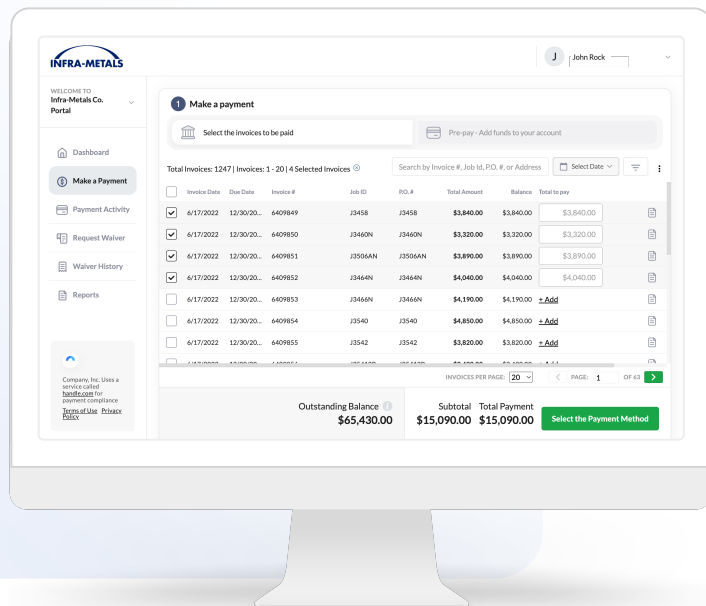 INFRA-METALS
J John Rock
WELCOME TO
Infra-Metals Co.
Portal
Dashboard
Make a Payment
Payment Activity
Request Waiver
Waiver History
Reports
Company, Inc. Uses a
service called
handle.com for
payment compliance
Terms of Use Privacy
Policy
1 Make a payment
Select the invoices to be paid
Pre-pay - Add funds to your account
Total Invoices: 1247 | Invoices: 1 - 20 | 4 Selected Invoices
Search by Invoice #, Job Id, P.O. #, or Address
Select Date
Invoice Date Due Date Invoice # Job ID P.O.# Total Amount Balance Total to pay
6/17/2022 12/30/20... 6409849 J3458 J3458 $3,840.00 $3,840.00 $3,840.00
6/17/2022 12/30/20... 6409850 J3460N J3460N $3,320.00 $3,320.00 $3,320.00
6/17/2022 12/30/20... 6409851 J3506AN J3506AN $3,890.00 $3,890.00 $3,890.00
6/17/2022 12/30/20... 6409852 J3464N J3464N $4,040.00 $4,040.00 $4,040.00
6/17/2022 12/30/20... 6409853 J3466N J3466N $4,190.00 $4,190.00 + Add
6/17/2022 12/30/20... 6409854 J3540 J3540 $4,850.00 $4,850.00 + Add
6/17/2022 12/30/20... 6409855 J3542 J3542 $3,820.00 $3,820.00 + Add
INVOICES PER PAGE: 20 PAGE: 1 OF 63
Outstanding Balance
$65,430.00
Subtotal Total Payment
$15,090.00 $15,090.00
Select the Payment Method